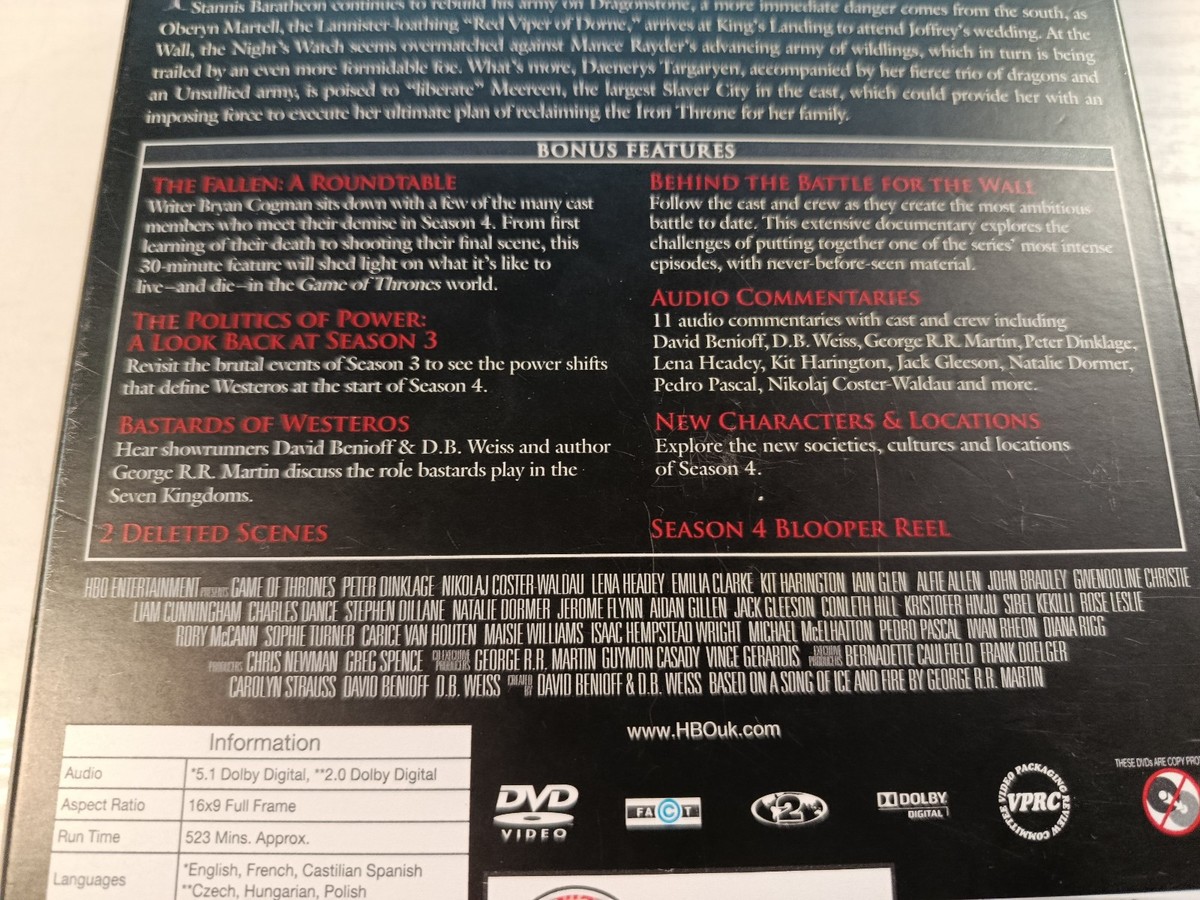 Stannis Baratheon continues to rebuild his army on Dragonstone, a more immediate danger comes from the south, as
Oberyn Martell, the Lannister-loathing "Red Viper of Dorne," arrives at King's Landing to attend Joffrey's wedding. At the
Wall, the Night's Watch seems overmatched against Mance Rayder's advancing army of wildlings, which in turn is being
trailed by an even more formidable foe. What's more, Daenerys Targaryen, accompanied by her fierce trio of dragons and
an Unsullied army, is poised to "liberate" Meereen, the largest Slaver City in the east, which could provide her with an
imposing force to execute her ultimate plan of reclaiming the Iron Throne for her family.
BONUS FEATURES
THE FALLEN: A ROUNDTABLE
Writer Bryan Cogman sits down with a few of the many cast
members who meet their demise in Season 4. From first
learning of their death to shooting their final scene, this
30-minute feature will shed light on what it's like to
live—and die—in the Game of Thrones world.
THE POLITICS OF POWER:
A LOOK BACK AT SEASON 3
Revisit the brutal events of Season 3 to see the power shifts
that define Westeros at the start of Season 4.
BASTARDS OF WESTEROS
Hear showrunners David Benioff & D.B. Weiss and author
George R.R. Martin discuss the role bastards play in the
Seven Kingdoms.
2 DELETED SCENES
BEHIND THE BATTLE FOR THE WALL
Follow the cast and crew as they create the most ambitious
battle to date. This extensive documentary explores the
challenges of putting together one of the series' most intense
episodes, with never-before-seen material.
AUDIO COMMENTARIES
11 audio commentaries with cast and crew including
David Benioff, D.B. Weiss, George R.R. Martin, Peter Dinklage,
Lena Headey, Kit Harington, Jack Gleeson, Natalie Dormer,
Pedro Pascal, Nikolaj Coster-Waldau and more.
NEW CHARACTERS & LOCATIONS
Explore the new societies, cultures and locations
of Season 4.
SEASON 4 BLOOPER REEL
HBO ENTERTAINMENT PRESENTS GAME OF THRONES PETER DINKLAGE NIKOLAJ COSTER-WALDAU LENA HEADEY EMILIA CLARKE KIT HARINGTON IAIN GLEN ALFIE ALLEN JOHN BRADLEY GWENDOLINE CHRISTIE
LIAM CUNNINGHAM CHARLES DANCE STEPHEN DILLANE NATALIE DORMER JEROME FLYNN AIDAN GILLEN JACK GLEESON CONLETH HILL KRISTOFER HIVJU SIBEL KEKILLI ROSE LESLIE
RORY McCANN SOPHIE TURNER CARICE VAN HOUTEN MAISIE WILLIAMS ISAAC HEMPSTEAD WRIGHT MICHAEL McELHATTON PEDRO PASCAL IWAN RHEON DIANA RIGG
PRODUCERS CHRIS NEWMAN GREG SPENCE CO-EXECUTIVE PRODUCERS GEORGE R.R. MARTIN GUYMON CASADY VINCE GERARDIS EXECUTIVE PRODUCERS BERNADETTE CAULFIELD FRANK DOELGER
CAROLYN STRAUSS DAVID BENIOFF D.B. WEISS CREATED BY DAVID BENIOFF & D.B. WEISS BASED ON A SONG OF ICE AND FIRE BY GEORGE R.R. MARTIN
www.HBOuk.com
Information
Audio *5.1 Dolby Digital, **2.0 Dolby Digital
Aspect Ratio 16x9 Full Frame
Run Time 523 Mins. Approx.
Languages *English, French, Castilian Spanish
**Czech, Hungarian, Polish
DVD
VIDEO
FACT
2
DOLBY
DIGITAL
VIDEO PACKAGING REVIEW COMMITTEE
VPRC
THESE DVDs ARE COPY